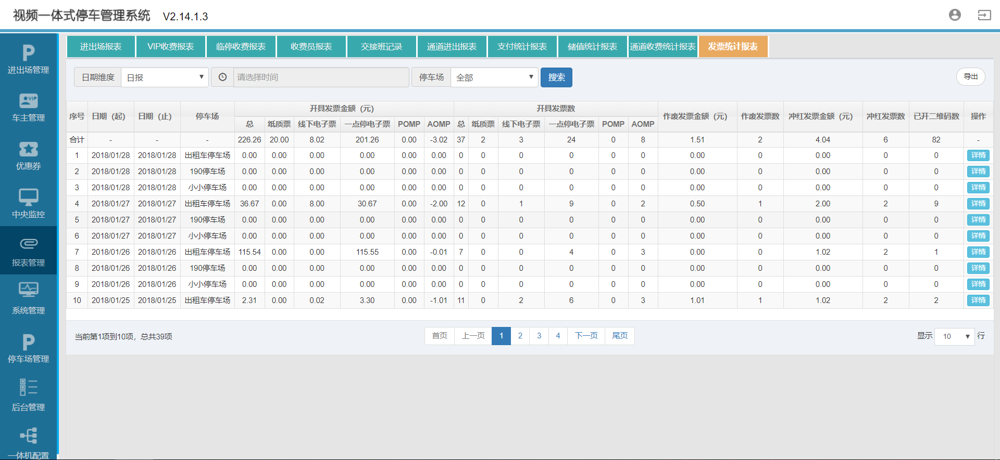 视频一体式停车管理系统 V2.14.1.3
进出场报表 VIP收费报表 临停收费报表 收费员报表 交接班记录 通道进出报表 支付统计报表 储值统计报表 通道收费统计报表 发票统计报表
进出场管理
车主管理
优惠券
中央监控
报表管理
系统管理
停车场管理
后台管理
一体机配置
日期维度 日报 请选择时间 停车场 全部 搜索 导出
序号 日期（起） 日期（止） 停车场 开具发票金额（元） 开具发票数 作废发票金额（元） 作废发票数 冲红发票金额（元） 冲红发票数 已开二维码数 操作
总 纸质票 线下电子票 一点停电子票 POMP AOMP 总 纸质票 线下电子票 一点停电子票 POMP AOMP
合计 - - - 226.26 20.00 8.02 201.26 0.00 -3.02 37 2 3 24 0 8 1.51 2 4.04 6 82 -
1 2018/01/28 2018/01/28 出租车停车场 0.00 0.00 0.00 0.00 0.00 0.00 0 0 0 0 0 0 0.00 0 0.00 0 0 详情
2 2018/01/28 2018/01/28 190停车场 0.00 0.00 0.00 0.00 0.00 0.00 0 0 0 0 0 0 0.00 0 0.00 0 0 详情
3 2018/01/28 2018/01/28 小小停车场 0.00 0.00 0.00 0.00 0.00 0.00 0 0 0 0 0 0 0.00 0 0.00 0 0 详情
4 2018/01/27 2018/01/27 出租车停车场 36.67 0.00 8.00 30.67 0.00 -2.00 12 0 1 9 0 2 0.50 1 2.00 2 9 详情
5 2018/01/27 2018/01/27 190停车场 0.00 0.00 0.00 0.00 0.00 0.00 0 0 0 0 0 0 0.00 0 0.00 0 0 详情
6 2018/01/27 2018/01/27 小小停车场 0.00 0.00 0.00 0.00 0.00 0.00 0 0 0 0 0 0 0.00 0 0.00 0 0 详情
7 2018/01/26 2018/01/26 出租车停车场 115.54 0.00 0.00 115.55 0.00 -0.01 7 0 0 4 0 3 0.00 0 1.02 2 1 详情
8 2018/01/26 2018/01/26 190停车场 0.00 0.00 0.00 0.00 0.00 0.00 0 0 0 0 0 0 0.00 0 0.00 0 0 详情
9 2018/01/26 2018/01/26 小小停车场 0.00 0.00 0.00 0.00 0.00 0.00 0 0 0 0 0 0 0.00 0 0.00 0 0 详情
10 2018/01/25 2018/01/25 出租车停车场 2.31 0.00 0.02 3.30 0.00 -1.01 11 0 2 6 0 3 1.01 1 1.02 2 2 详情
当前第1项到10项，总共39项 首页 上一页 1 2 3 4 下一页 尾页 显示 10 行